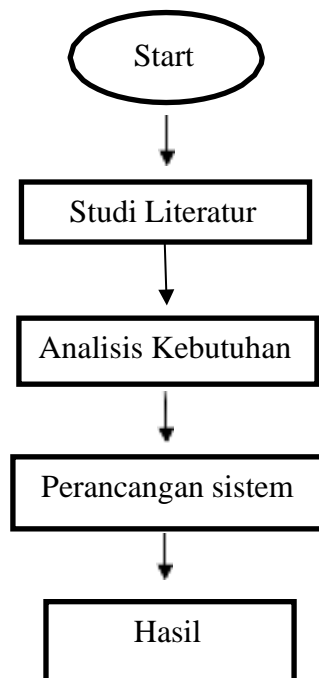 Start
Studi Literatur
Analisis Kebutuhan
Perancangan sistem
Hasil